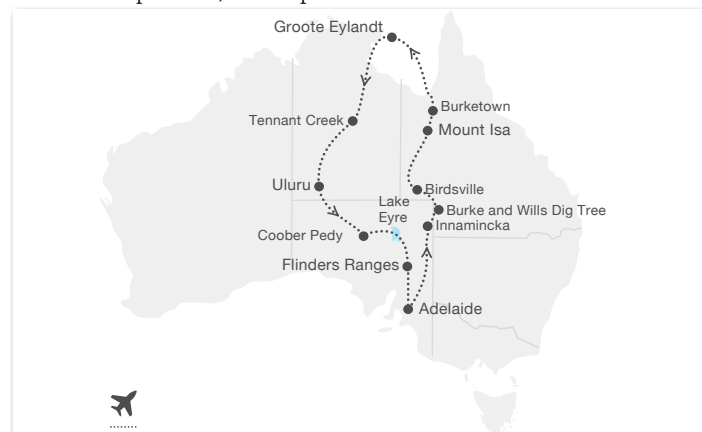 Groote Eylandt
Burketown
Tennant Creek
Mount Isa
Uluru
Birdsville
Lake
Eyre
Burke and Wills Dig Tree
Innamincka
Coober Pedy
Flinders Ranges
Adelaide